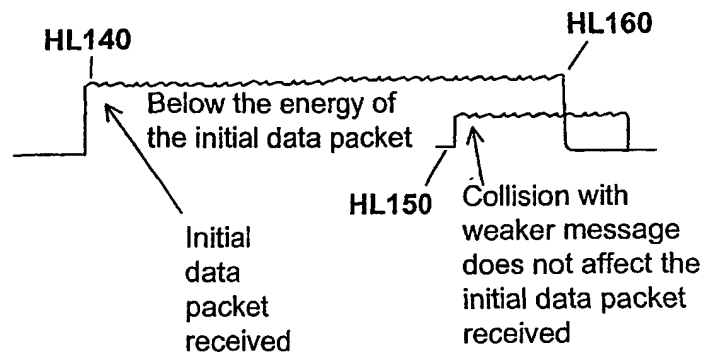 HL140
HL160
Below the energy of
the initial data packet
HL150
Initial
data
packet
received
Collision with
weaker message
does not affect the
initial data packet
received